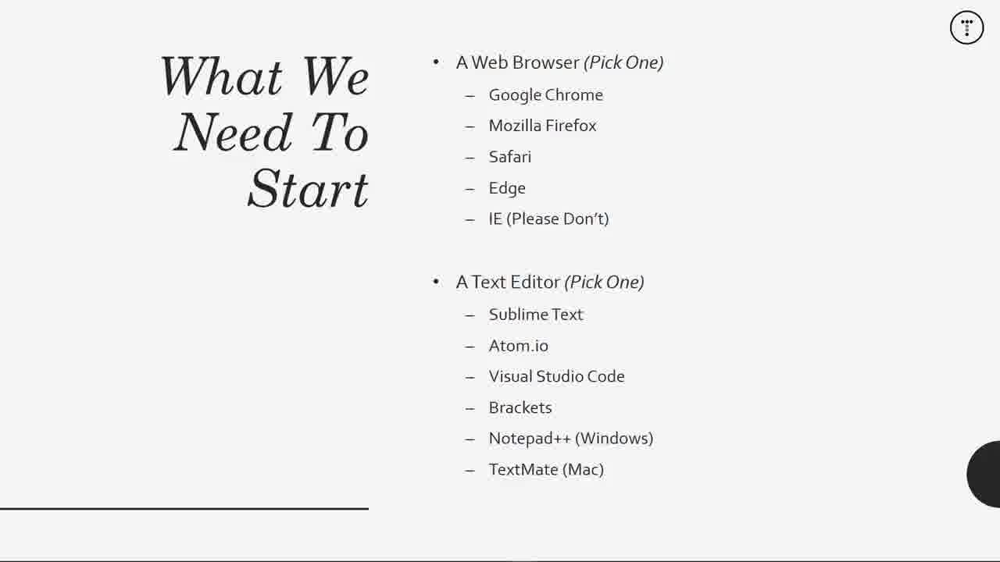 What We
Need To
Start
• A Web Browser (Pick One)
– Google Chrome
– Mozilla Firefox
– Safari
– Edge
– IE (Please Don’t)
• A Text Editor (Pick One)
– Sublime Text
– Atom.io
– Visual Studio Code
– Brackets
– Notepad++ (Windows)
– TextMate (Mac)